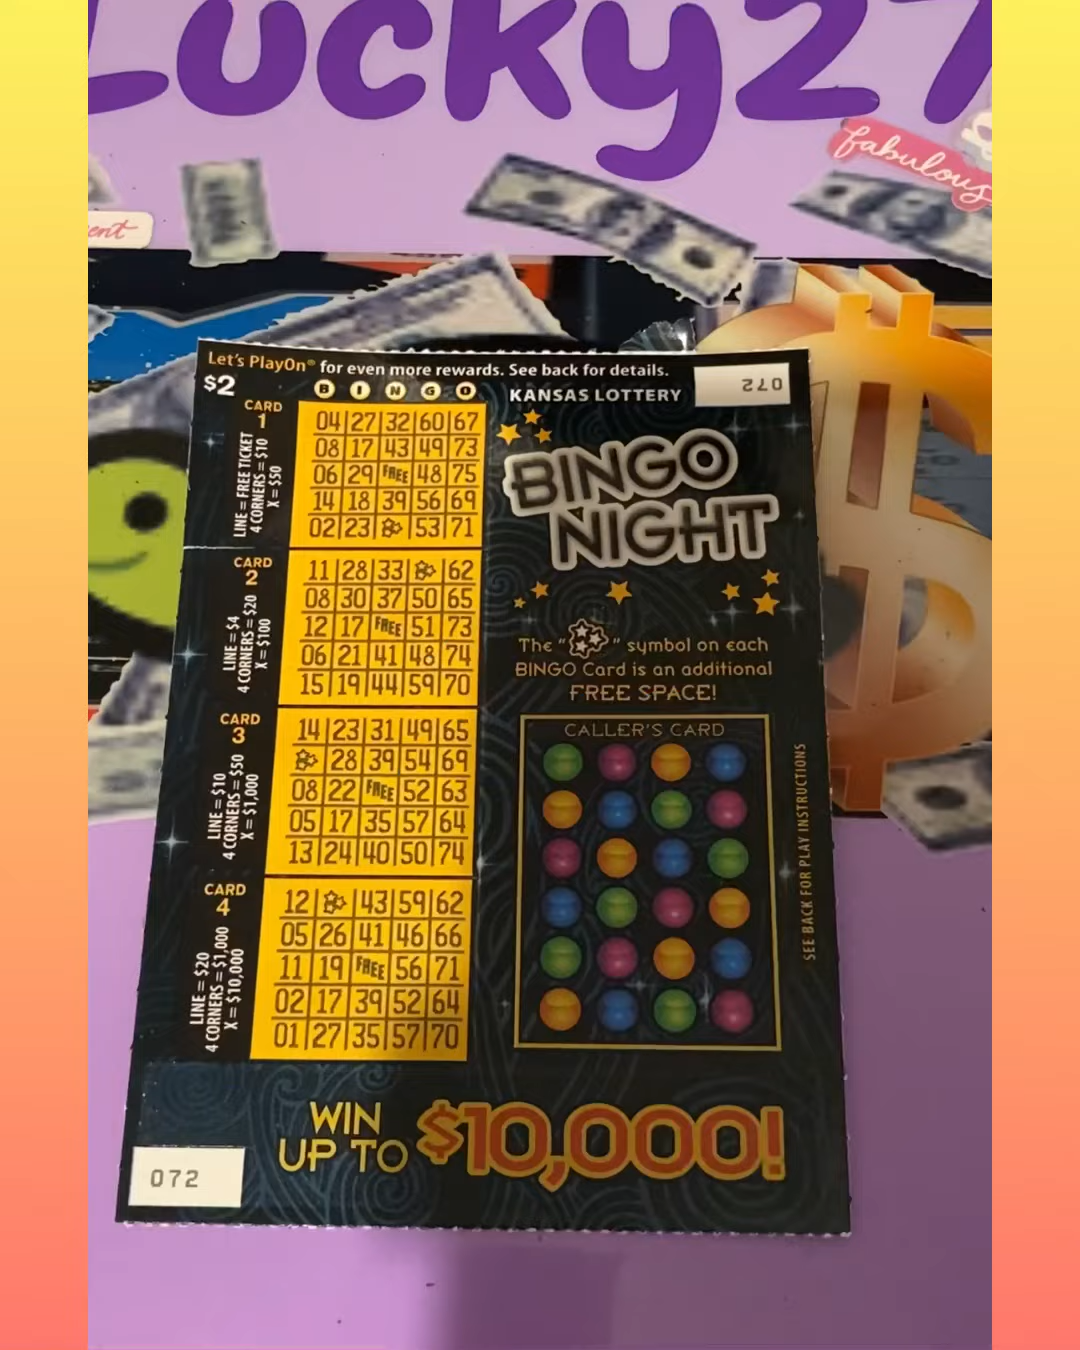 Lucky27
fabulous
ent
Let's PlayOn® for even more rewards. See back for details.
$2
B I N G O
KANSAS LOTTERY
072
CARD
1
LINE = FREE TICKET
4 CORNERS = $10
X = $50
04 27 32 60 67
08 17 43 49 73
06 29 FREE 48 75
14 18 39 56 69
02 23 53 71
BINGO
NIGHT
CARD
2
LINE = $4
4 CORNERS = $20
X = $100
11 28 33 62
08 30 37 50 65
12 17 FREE 51 73
06 21 41 48 74
15 19 44 59 70
The " " symbol on each
BINGO Card is an additional
FREE SPACE!
CARD
3
LINE = $10
4 CORNERS = $50
X = $1,000
14 23 31 49 65
28 39 54 69
08 22 FREE 52 63
05 17 35 57 64
13 24 40 50 74
CALLER'S CARD
SEE BACK FOR PLAY INSTRUCTIONS
CARD
4
LINE = $20
4 CORNERS = $1,000
X = $10,000
12 43 59 62
05 26 41 46 66
11 19 FREE 56 71
02 17 39 52 64
01 27 35 57 70
WIN
UP TO $10,000!
072